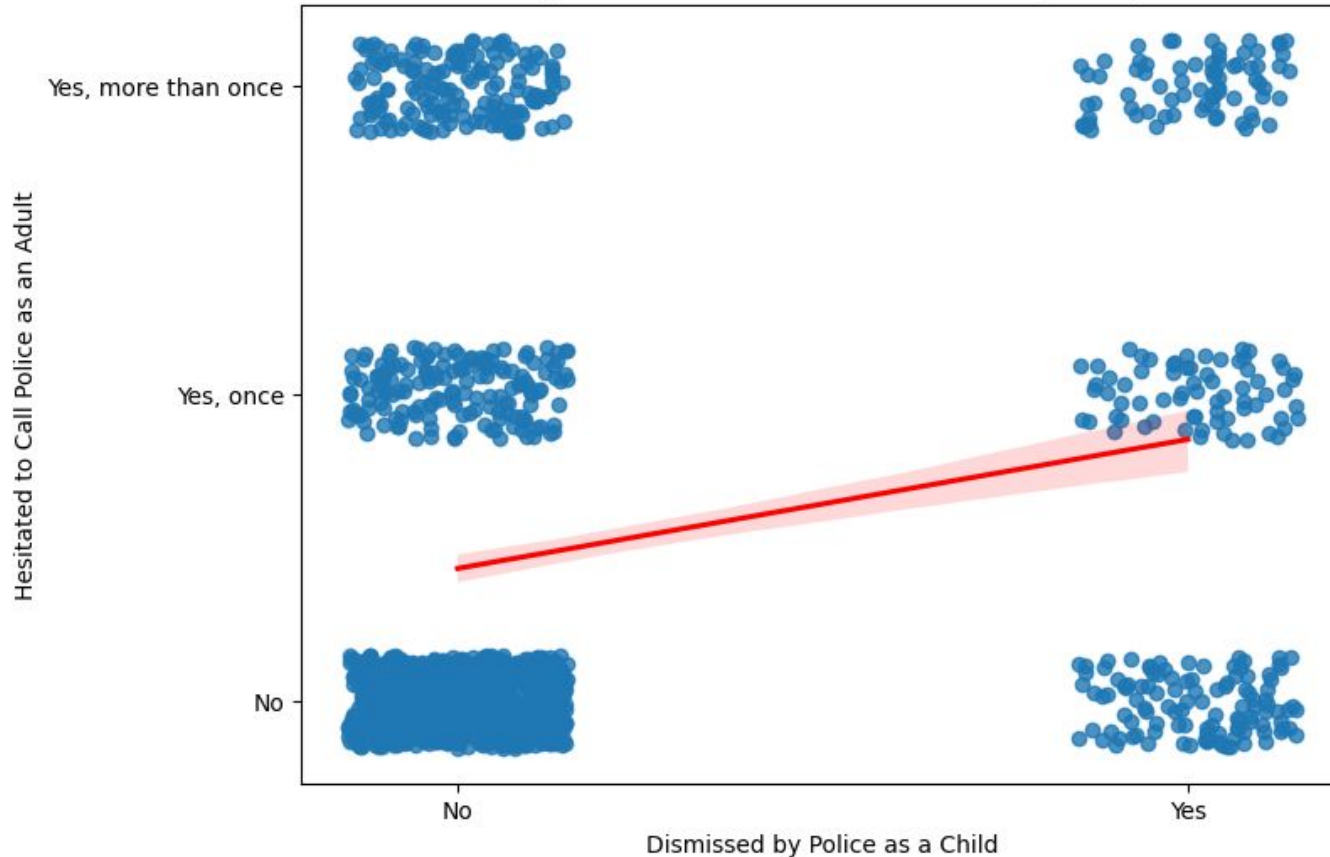 Hesitated to Call Police as an Adult
Yes, more than once
Yes, once
No
No
Yes
Dismissed by Police as a Child